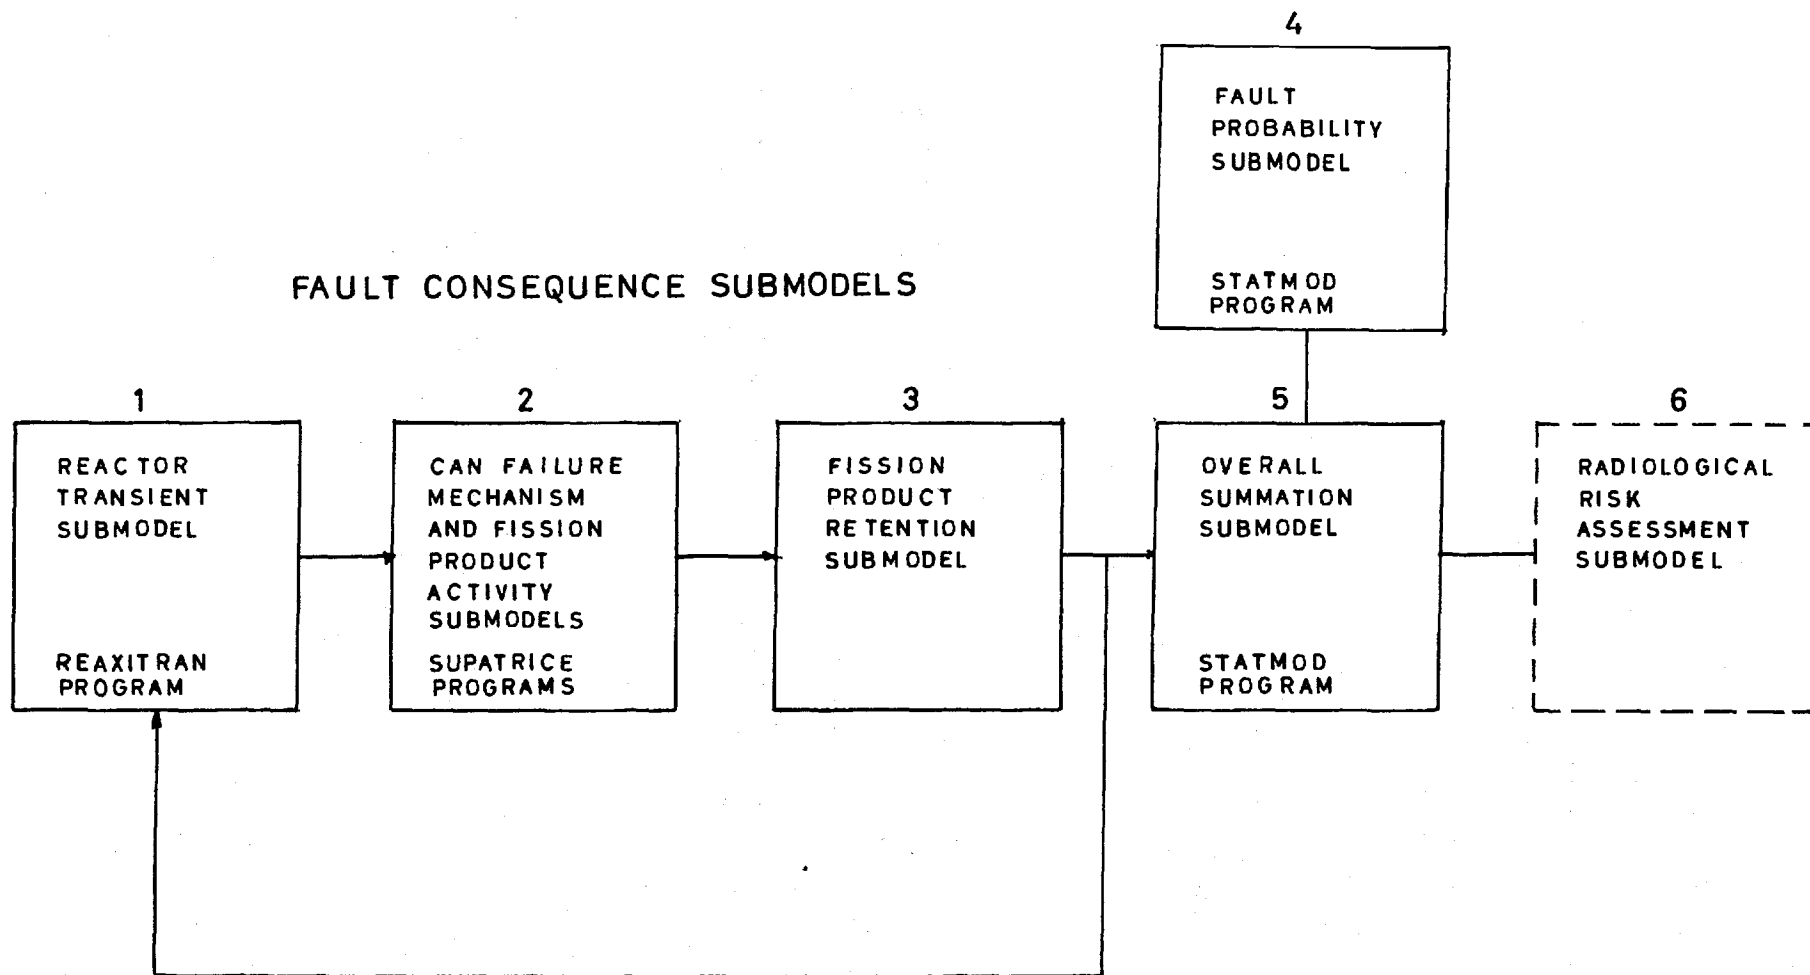 4
FAULT
PROBABILITY
SUBMODEL
STATMOD
PROGRAM
FAULT CONSEQUENCE SUBMODELS
1
REACTOR
TRANSIENT
SUBMODEL
REAXITRAN
PROGRAM
2
CAN FAILURE
MECHANISM
AND FISSION
PRODUCT
ACTIVITY
SUBMODELS
SUPATRICE
PROGRAMS
3
FISSION
PRODUCT
RETENTION
SUBMODEL
5
OVERALL
SUMMATION
SUBMODEL
STATMOD
PROGRAM
6
RADIOLOGICAL
RISK
ASSESSMENT
SUBMODEL